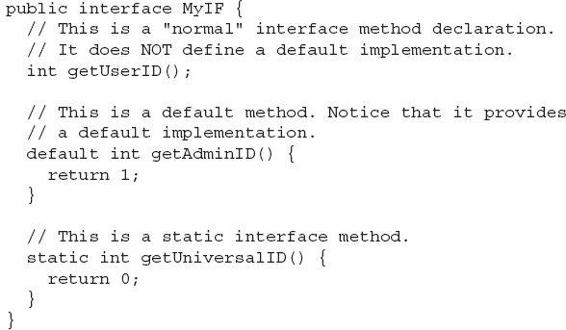 public interface MyIF {
  // This is a "normal" interface method declaration.
  // It does NOT define a default implementation.
  int getUserID();

  // This is a default method. Notice that it provides
  // a default implementation.
  default int getAdminID() {
    return 1;
  }

  // This is a static interface method.
  static int getUniversalID() {
    return 0;
  }
}